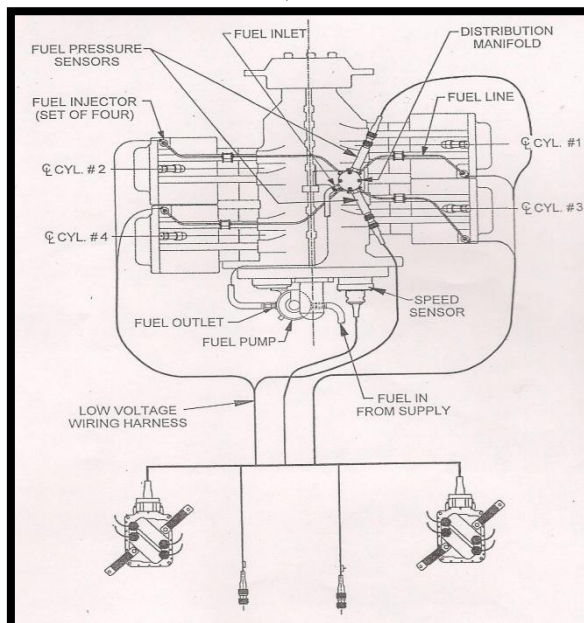 FUEL INLET
DISTRIBUTION
MANIFOLD
FUEL PRESSURE
SENSORS
FUEL LINE
FUEL INJECTOR
(SET OF FOUR)
℄ CYL. #1
℄ CYL. #2
℄ CYL. #3
℄ CYL. #4
SPEED
SENSOR
FUEL OUTLET
FUEL PUMP
FUEL IN
FROM SUPPLY
LOW VOLTAGE
WIRING HARNESS